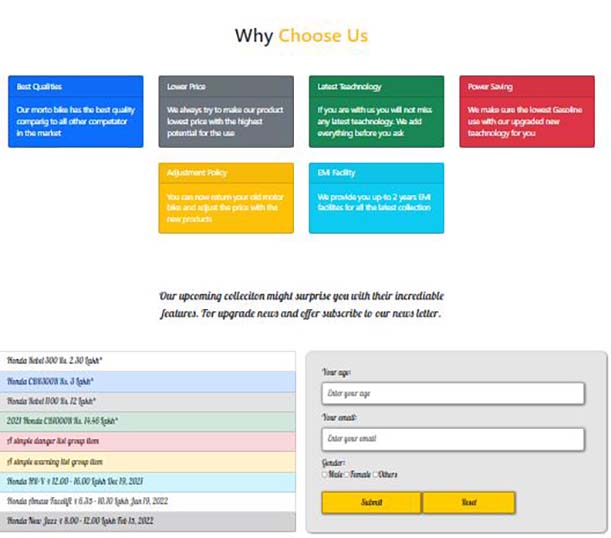 Why Choose Us
Best Qualities
Our morto bike has the best quality
comparig to all other competator
in the market
Lower Price
We always try to make our product
lowest price with the highest
potential for the use
Latest Teachnology
If you are with us you will not miss
any latest teachnology. We add
everything before you ask
Power Saving
We make sure the lowest Gasoline
use with our upgraded new
teachnology for you
Adjustment Policy
You can now return your old motor
bike and adjust the price with the
new products
EMI Facility
We provide you up-to 2 years EMI
facilites for all the latest collection
Our upcoming colleciton might surprise you with their incrediable
features. Tor upgrade news and offer subscribe to our news letter.
Honda Rebel 300 Rs. 2.30 Lakh*
Honda CBR300R Rs. 3 Lakh*
Honda Rebel 1100 Rs. 12 Lakh*
2021 Honda CB1000R Rs. 14.46 Lakh*
A simple danger list group item
A simple warning list group item
Honda HR-V ₹ 12.00 - 16.00 Lakh Dec 19, 2021
Honda Amaze Facelift ₹ 6.35 - 10.10 Lakh Jan 19, 2022
Honda New Jazz ₹ 8.00 - 12.00 Lakh Feb 15, 2022
Your age:
Enter your age
Your email:
Enter your email
Gender:
Male Female Others
Submit Reset